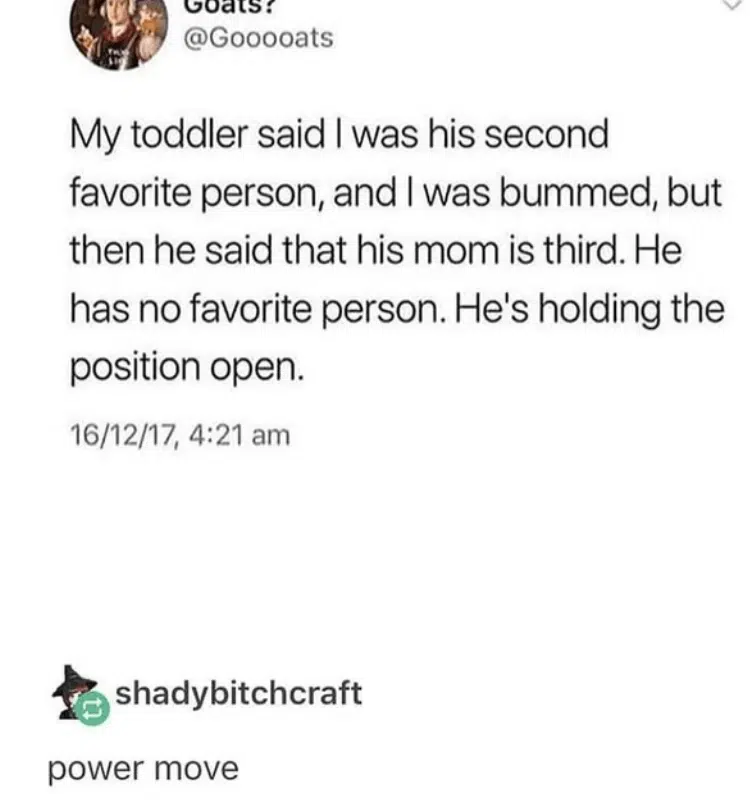 Goats?
@Gooooats
My toddler said I was his second
favorite person, and I was bummed, but
then he said that his mom is third. He
has no favorite person. He's holding the
position open.
16/12/17, 4:21 am
shadybitchcraft
power move